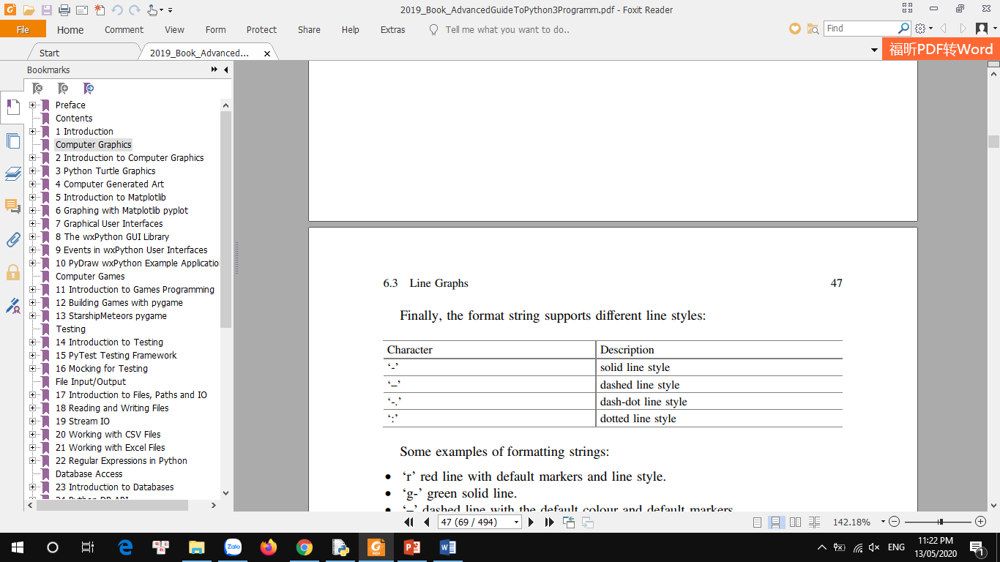 2019_Book_AdvancedGuideToPython3Programm.pdf - Foxit Reader
File Home Comment View Form Protect Share Help Extras Tell me what you want to do.. Find
Start 2019_Book_Advanced... 福昕PDF转Word
Bookmarks
Preface
Contents
1 Introduction
Computer Graphics
2 Introduction to Computer Graphics
3 Python Turtle Graphics
4 Computer Generated Art
5 Introduction to Matplotlib
6 Graphing with Matplotlib pyplot
7 Graphical User Interfaces
8 The wxPython GUI Library
9 Events in wxPython User Interfaces
10 PyDraw wxPython Example Applicatio
Computer Games
11 Introduction to Games Programming
12 Building Games with pygame
13 StarshipMeteors pygame
Testing
14 Introduction to Testing
15 PyTest Testing Framework
16 Mocking for Testing
File Input/Output
17 Introduction to Files, Paths and IO
18 Reading and Writing Files
19 Stream IO
20 Working with CSV Files
21 Working with Excel Files
22 Regular Expressions in Python
Database Access
23 Introduction to Databases
24 Python DB-API
6.3 Line Graphs 47
Finally, the format string supports different line styles:
Character Description
‘-’ solid line style
‘–’ dashed line style
‘-.’ dash-dot line style
‘:’ dotted line style
Some examples of formatting strings:
• ‘r’ red line with default markers and line style.
• ‘g-’ green solid line.
• ‘–’ dashed line with the default colour and default markers
47 (69 / 494) 142.18%
Zalo PDF ENG 11:22 PM
13/05/2020 1